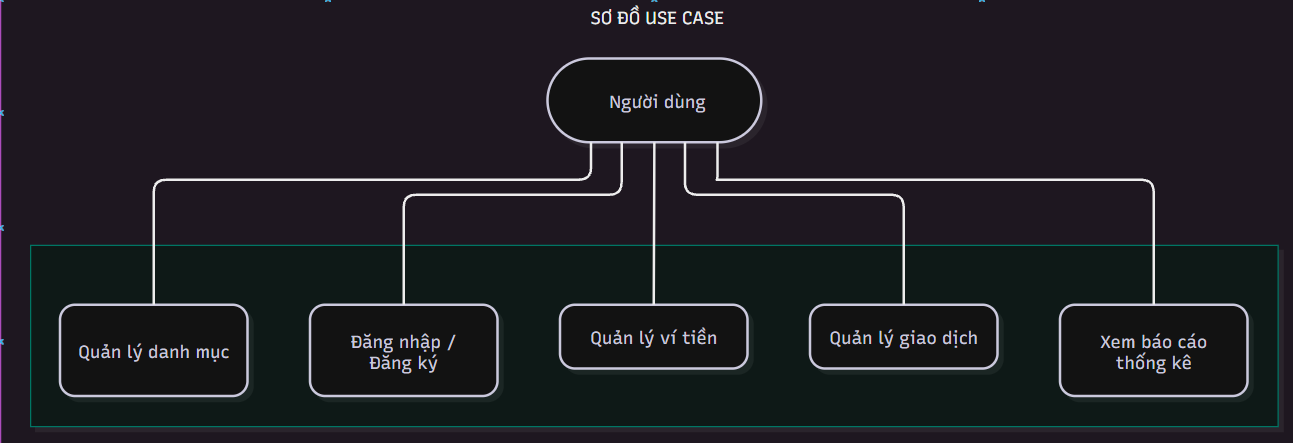 SƠ ĐỒ USE CASE
Người dùng
Quản lý danh mục
Đăng nhập /
Đăng ký
Quản lý ví tiền
Quản lý giao dịch
Xem báo cáo
thống kê